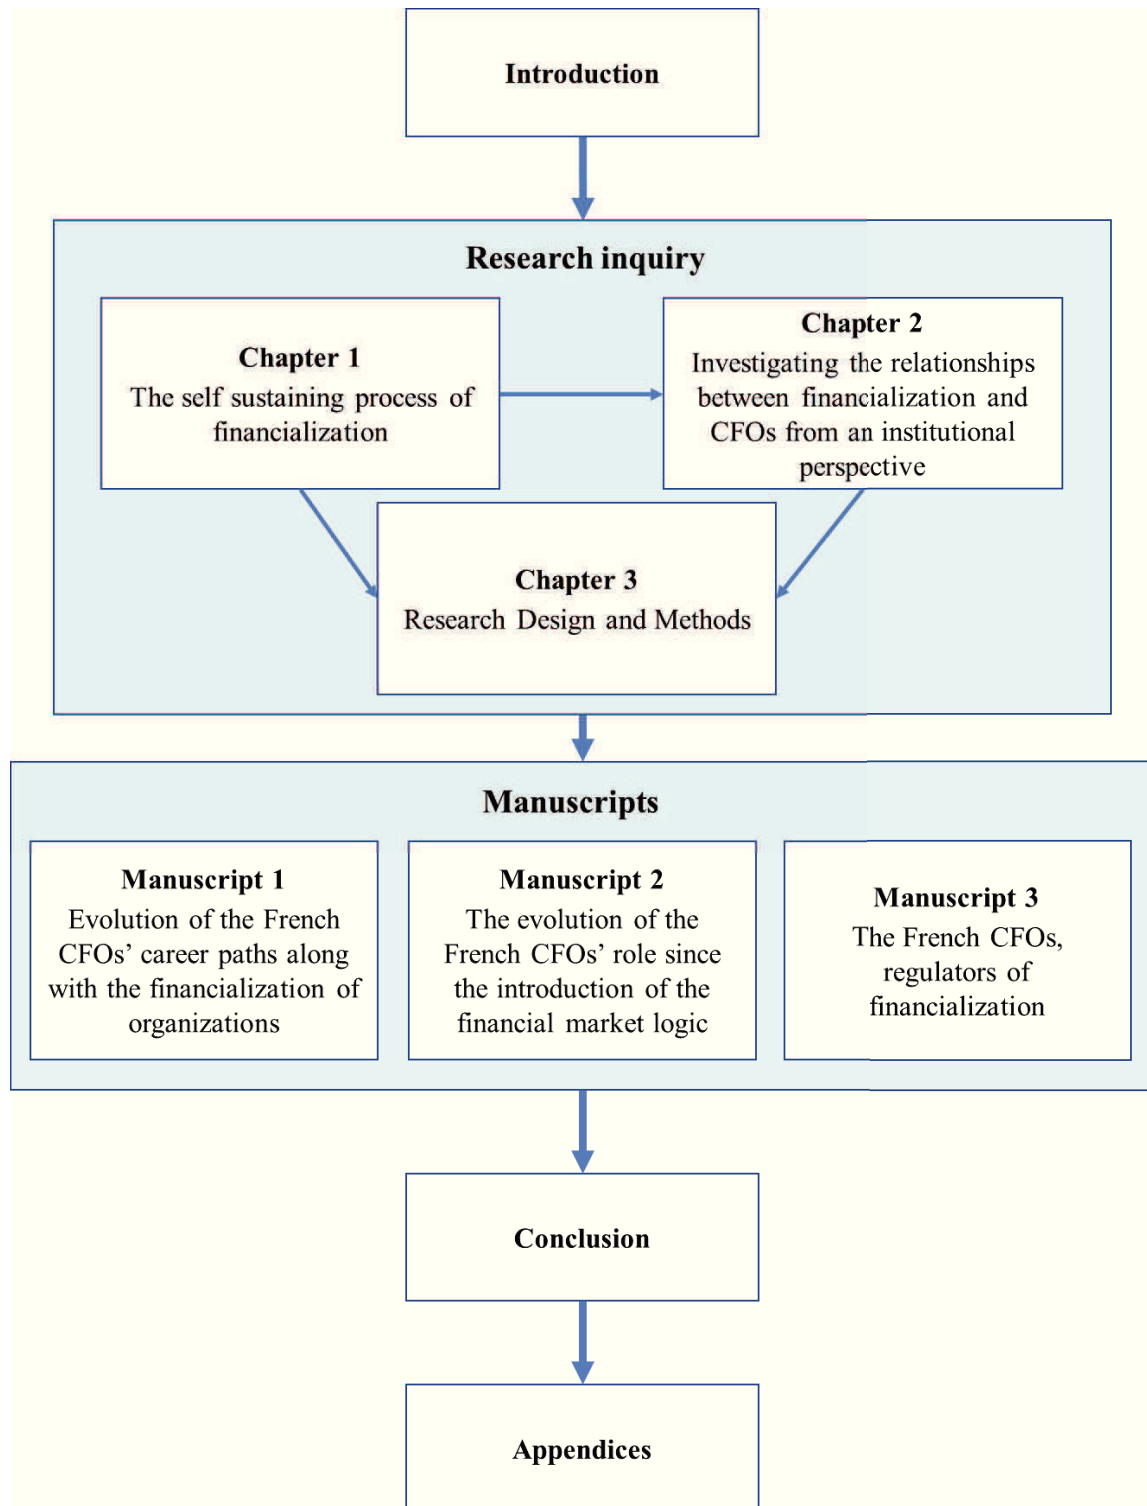 Introduction
Research inquiry
Chapter 1
The self sustaining process of
financialization
Chapter 2
Investigating the relationships
between financialization and
CFOs from an institutional
perspective
Chapter 3
Research Design and Methods
Manuscripts
Manuscript 1
Evolution of the French
CFOs’ career paths along
with the financialization of
organizations
Manuscript 2
The evolution of the
French CFOs’ role since
the introduction of the
financial market logic
Manuscript 3
The French CFOs,
regulators of
financialization
Conclusion
Appendices